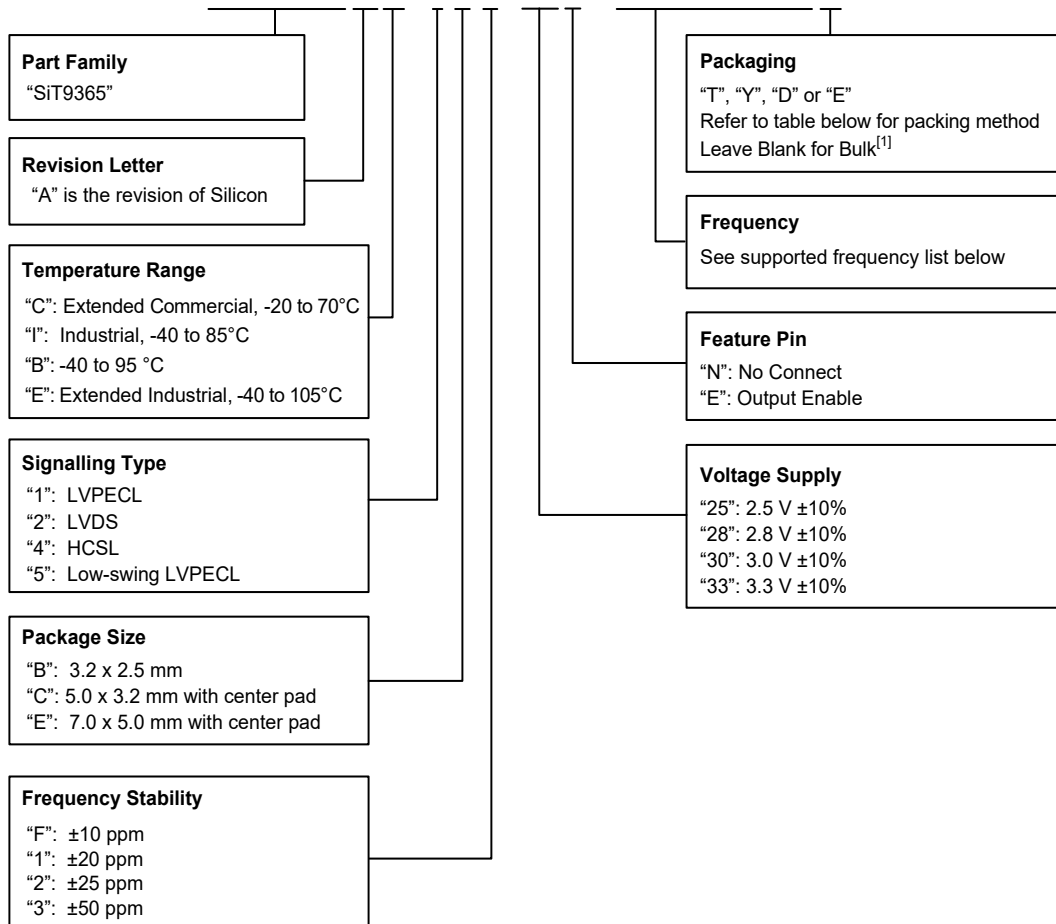 Part Family
“SiT9365”
Revision Letter
“A” is the revision of Silicon
Temperature Range
“C”: Extended Commercial, -20 to 70°C
“I”: Industrial, -40 to 85°C
“B”: -40 to 95 °C
“E”: Extended Industrial, -40 to 105°C
Signalling Type
“1”: LVPECL
“2”: LVDS
“4”: HCSL
“5”: Low-swing LVPECL
Package Size
“B”: 3.2 x 2.5 mm
“C”: 5.0 x 3.2 mm with center pad
“E”: 7.0 x 5.0 mm with center pad
Frequency Stability
“F”: ±10 ppm
“1”: ±20 ppm
“2”: ±25 ppm
“3”: ±50 ppm
Packaging
“T”, “Y”, “D” or “E”
Refer to table below for packing method
Leave Blank for Bulk[1]
Frequency
See supported frequency list below
Feature Pin
“N”: No Connect
“E”: Output Enable
Voltage Supply
“25”: 2.5 V ±10%
“28”: 2.8 V ±10%
“30”: 3.0 V ±10%
“33”: 3.3 V ±10%